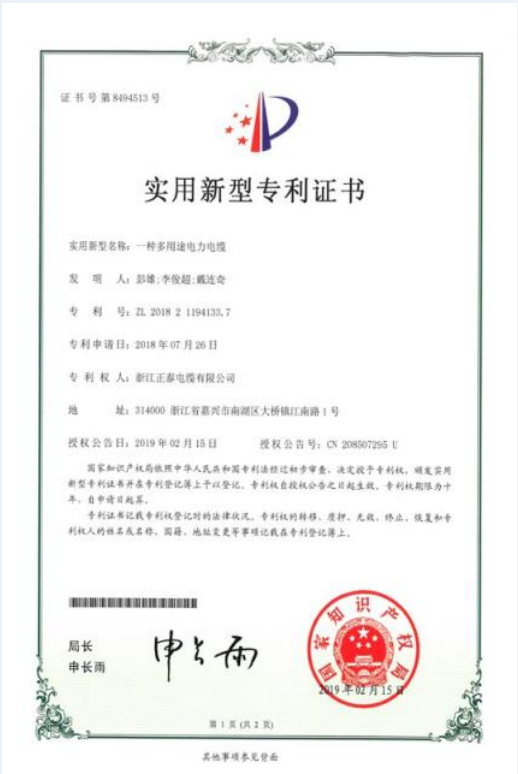 证书号第8494513号
实用新型专利证书
实用新型名称：一种多用途电力电缆
发 明 人：彭雄;李俊超;戴连奇
专 利 号：ZL 2018 2 1194133.7
专利申请日：2018年07月26日
专 利 权 人：浙江正泰电缆有限公司
地 址：314000 浙江省嘉兴市南湖区大桥镇江南路1号
授权公告日：2019年02月15日 授权公告号：CN 208507295 U
国家知识产权局依照中华人民共和国专利法经过初步审查，决定授予专利权，颁发实用
新型专利证书并在专利登记簿上予以登记。专利权自授权公告之日起生效。专利权期限为十
年，自申请日起算。
专利证书记载专利权登记时的法律状况。专利权的转移、质押、无效、终止、恢复和专
利权人的姓名或名称、国籍、地址变更等事项记载在专利登记簿上。
局长
申长雨
申长雨
国家知识产权局
2019年02月15日
第1页(共2页)
其他事项参见背面